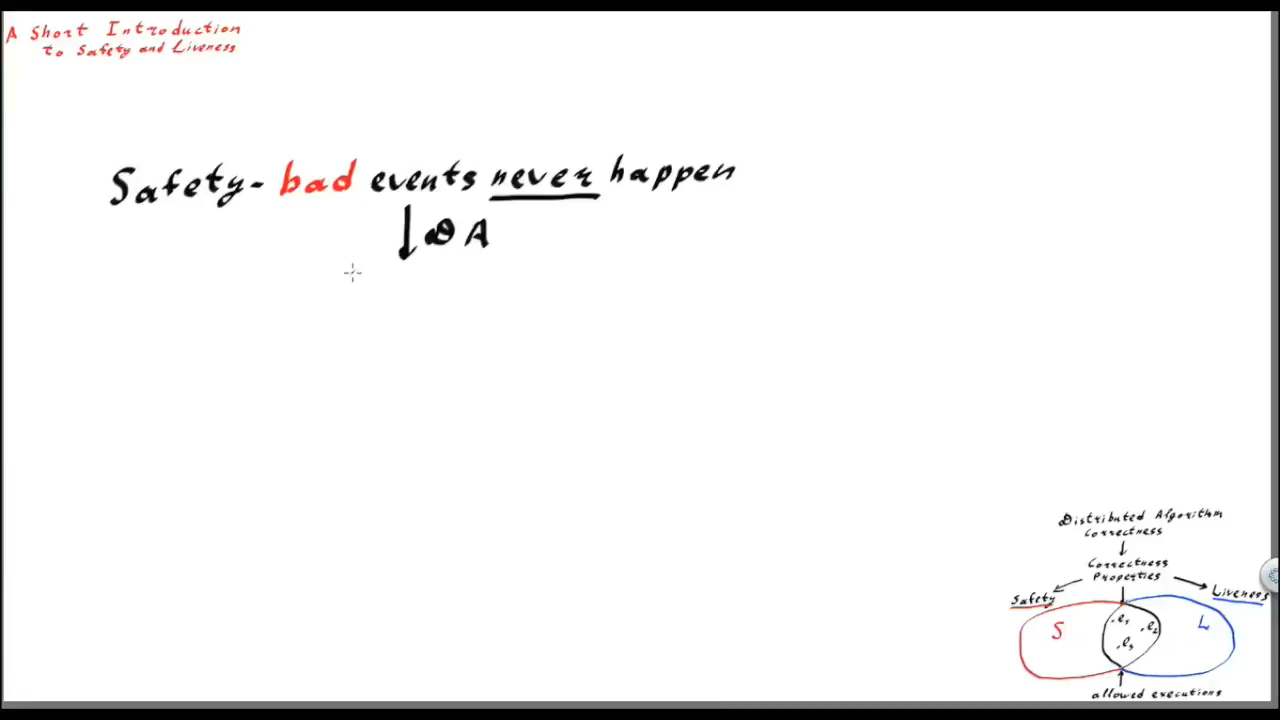 A Short Introduction
to Safety and Liveness
Safety - bad events never happen
DA
Distributed Algorithm
Correctness
Correctness
Properties
Safety
Liveness
S
L
.e₁
.e₂
.e₃
allowed executions